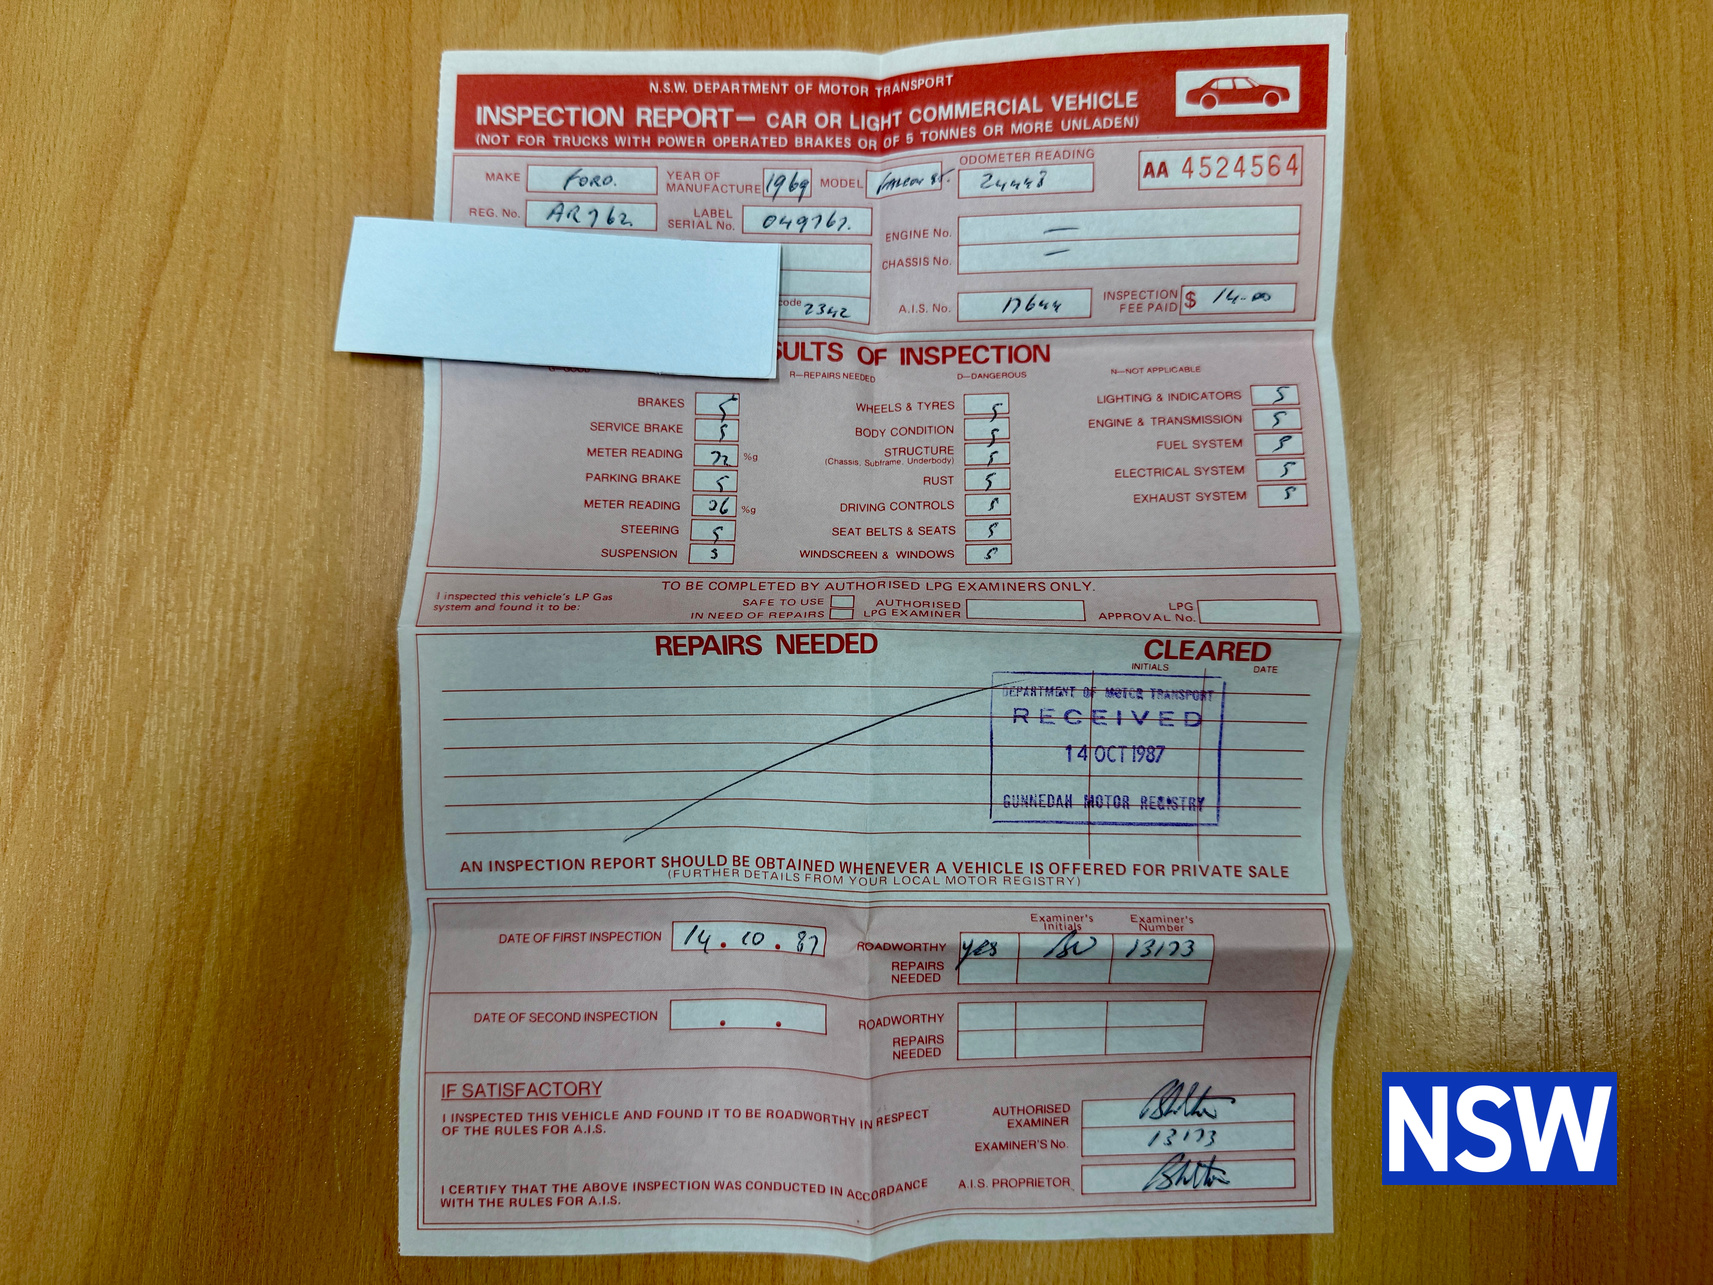 N.S.W. DEPARTMENT OF MOTOR TRANSPORT
INSPECTION REPORT— CAR OR LIGHT COMMERCIAL VEHICLE
(NOT FOR TRUCKS WITH POWER OPERATED BRAKES OR OF 5 TONNES OR MORE UNLADEN)
MAKE FORD. YEAR OF MANUFACTURE 1969 MODEL ODOMETER READING 24448 AA 4524564
REG. No. AR762. LABEL SERIAL No. 049767. ENGINE No. —
CHASSIS No. —
code 2342 A.I.S. No. 17644 INSPECTION FEE PAID $ 14-00
SULTS OF INSPECTION
R—REPAIRS NEEDED D—DANGEROUS N—NOT APPLICABLE
BRAKES
SERVICE BRAKE
METER READING 72 %g
PARKING BRAKE
METER READING 36 %g
STEERING
SUSPENSION
WHEELS & TYRES
BODY CONDITION
STRUCTURE
(Chassis, Subframe, Underbody)
RUST
DRIVING CONTROLS
SEAT BELTS & SEATS
WINDSCREEN & WINDOWS
LIGHTING & INDICATORS
ENGINE & TRANSMISSION
FUEL SYSTEM
ELECTRICAL SYSTEM
EXHAUST SYSTEM
TO BE COMPLETED BY AUTHORISED LPG EXAMINERS ONLY.
I inspected this vehicle's LP Gas
system and found it to be:
SAFE TO USE
IN NEED OF REPAIRS
AUTHORISED
LPG EXAMINER
LPG
APPROVAL No.
REPAIRS NEEDED CLEARED
INITIALS DATE
DEPARTMENT OF MOTOR TRANSPORT
RECEIVED
14 OCT 1987
GUNNEDAH MOTOR REGISTRY
AN INSPECTION REPORT SHOULD BE OBTAINED WHENEVER A VEHICLE IS OFFERED FOR PRIVATE SALE
(FURTHER DETAILS FROM YOUR LOCAL MOTOR REGISTRY)
Examiner's Initials Examiner's Number
DATE OF FIRST INSPECTION 14.10.87 ROADWORTHY yes 13173
REPAIRS NEEDED
DATE OF SECOND INSPECTION . . ROADWORTHY
REPAIRS NEEDED
IF SATISFACTORY
I INSPECTED THIS VEHICLE AND FOUND IT TO BE ROADWORTHY IN RESPECT
OF THE RULES FOR A.I.S.
AUTHORISED
EXAMINER
EXAMINER'S No. 13173
I CERTIFY THAT THE ABOVE INSPECTION WAS CONDUCTED IN ACCORDANCE
WITH THE RULES FOR A.I.S.
A.I.S. PROPRIETOR
NSW